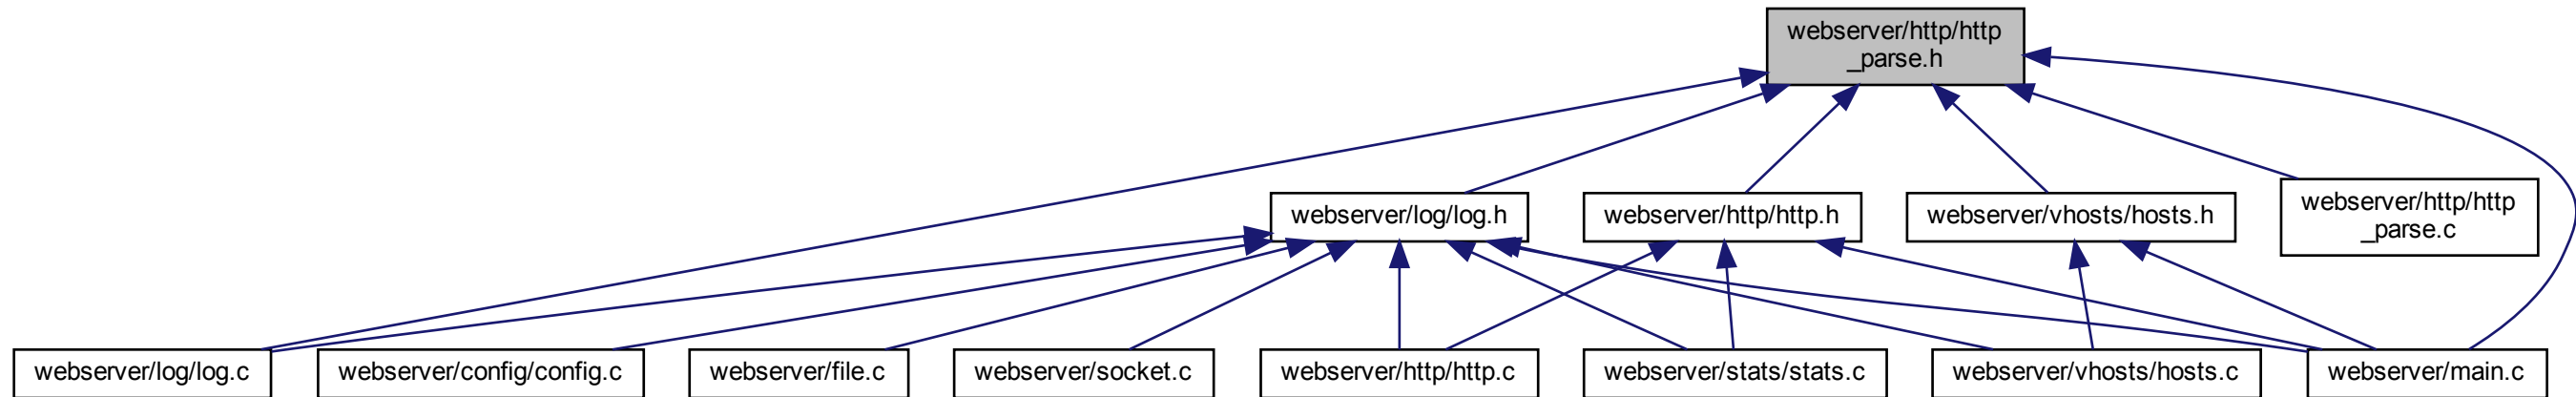 webserver/http/http
_parse.h
webserver/log/log.h
webserver/http/http.h
webserver/vhosts/hosts.h
webserver/http/http
_parse.c
webserver/log/log.c
webserver/config/config.c
webserver/file.c
webserver/socket.c
webserver/http/http.c
webserver/stats/stats.c
webserver/vhosts/hosts.c
webserver/main.c